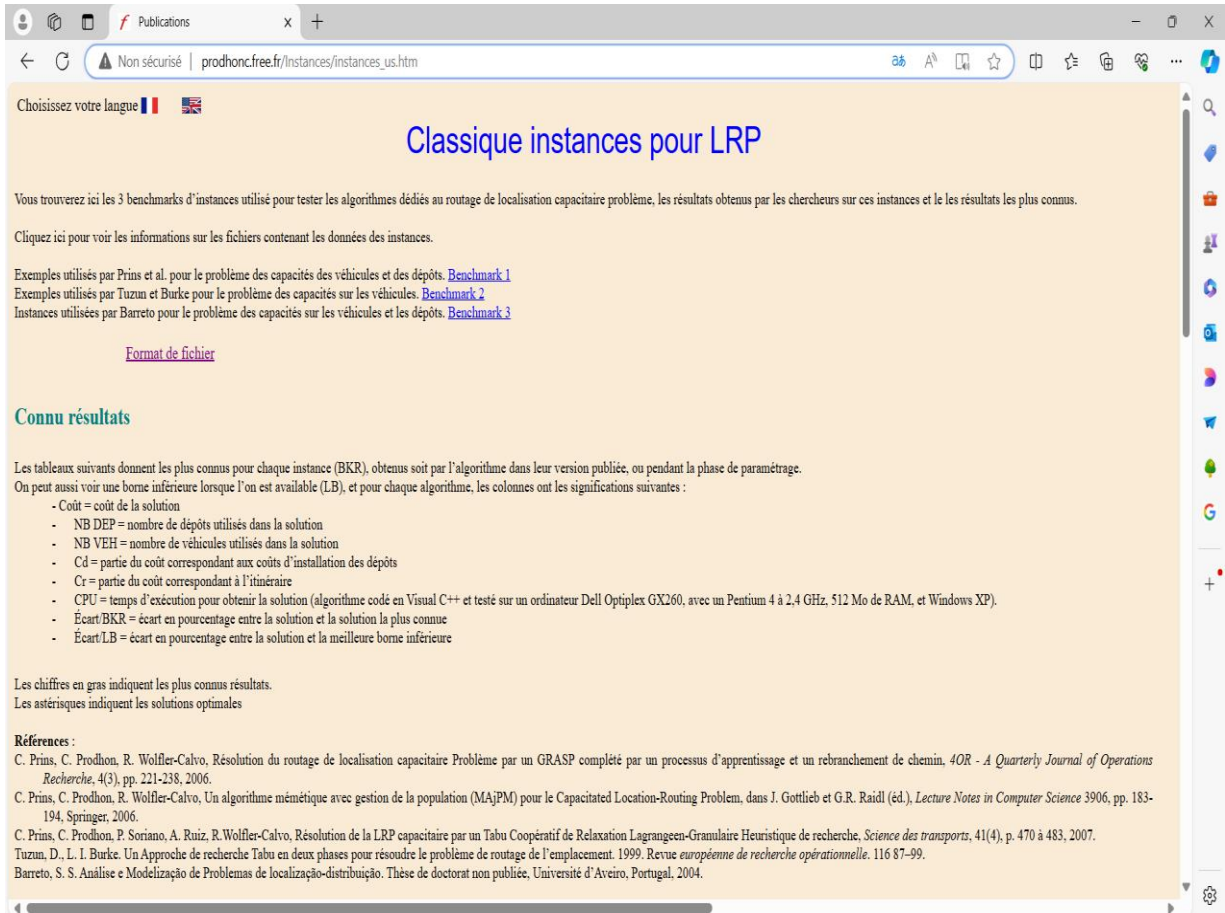 Publications
Non sécurisé | prodhonc.free.fr/Instances/instances_us.htm
Choisissez votre langue
Classique instances pour LRP
Vous trouverez ici les 3 benchmarks d’instances utilisé pour tester les algorithmes dédiés au routage de localisation capacitaire problème, les résultats obtenus par les chercheurs sur ces instances et le les résultats les plus connus.
Cliquez ici pour voir les informations sur les fichiers contenant les données des instances.
Exemples utilisés par Prins et al. pour le problème des capacités des véhicules et des dépôts. Benchmark 1
Exemples utilisés par Tuzun et Burke pour le problème des capacités sur les véhicules. Benchmark 2
Instances utilisées par Barreto pour le problème des capacités sur les véhicules et les dépôts. Benchmark 3
Format de fichier
Connu résultats
Les tableaux suivants donnent les plus connus pour chaque instance (BKR), obtenus soit par l’algorithme dans leur version publiée, ou pendant la phase de paramétrage.
On peut aussi voir une borne inférieure lorsque l’on est available (LB), et pour chaque algorithme, les colonnes ont les significations suivantes :
- Coût = coût de la solution
- NB DEP = nombre de dépôts utilisés dans la solution
- NB VEH = nombre de véhicules utilisés dans la solution
- Cd = partie du coût correspondant aux coûts d’installation des dépôts
- Cr = partie du coût correspondant à l’itinéraire
- CPU = temps d’exécution pour obtenir la solution (algorithme codé en Visual C++ et testé sur un ordinateur Dell Optiplex GX260, avec un Pentium 4 à 2,4 GHz, 512 Mo de RAM, et Windows XP).
- Écart/BKR = écart en pourcentage entre la solution et la solution la plus connue
- Écart/LB = écart en pourcentage entre la solution et la meilleure borne inférieure
Les chiffres en gras indiquent les plus connus résultats.
Les astérisques indiquent les solutions optimales
Références :
C. Prins, C. Prodhon, R. Wolfler-Calvo, Résolution du routage de localisation capacitaire Problème par un GRASP complété par un processus d’apprentissage et un rebranchement de chemin, 4OR - A Quarterly Journal of Operations
Recherche, 4(3), pp. 221-238, 2006.
C. Prins, C. Prodhon, R. Wolfler-Calvo, Un algorithme mémétique avec gestion de la population (MA|PM) pour le Capacitated Location-Routing Problem, dans J. Gottlieb et G.R. Raidl (éd.), Lecture Notes in Computer Science 3906, pp. 183-
194, Springer, 2006.
C. Prins, C. Prodhon, P. Soriano, A. Ruiz, R.Wolfler-Calvo, Résolution de la LRP capacitaire par un Tabu Coopératif de Relaxation Lagrangeen-Granulaire Heuristique de recherche, Science des transports, 41(4), p. 470 à 483, 2007.
Tuzun, D., L. I. Burke. Un Approche de recherche Tabu en deux phases pour résoudre le problème de routage de l’emplacement. 1999. Revue européenne de recherche opérationnelle. 116 87–99.
Barreto, S. S. Análise e Modelização de Problemas de localização-distribuição. Thèse de doctorat non publiée, Université d’Aveiro, Portugal, 2004.